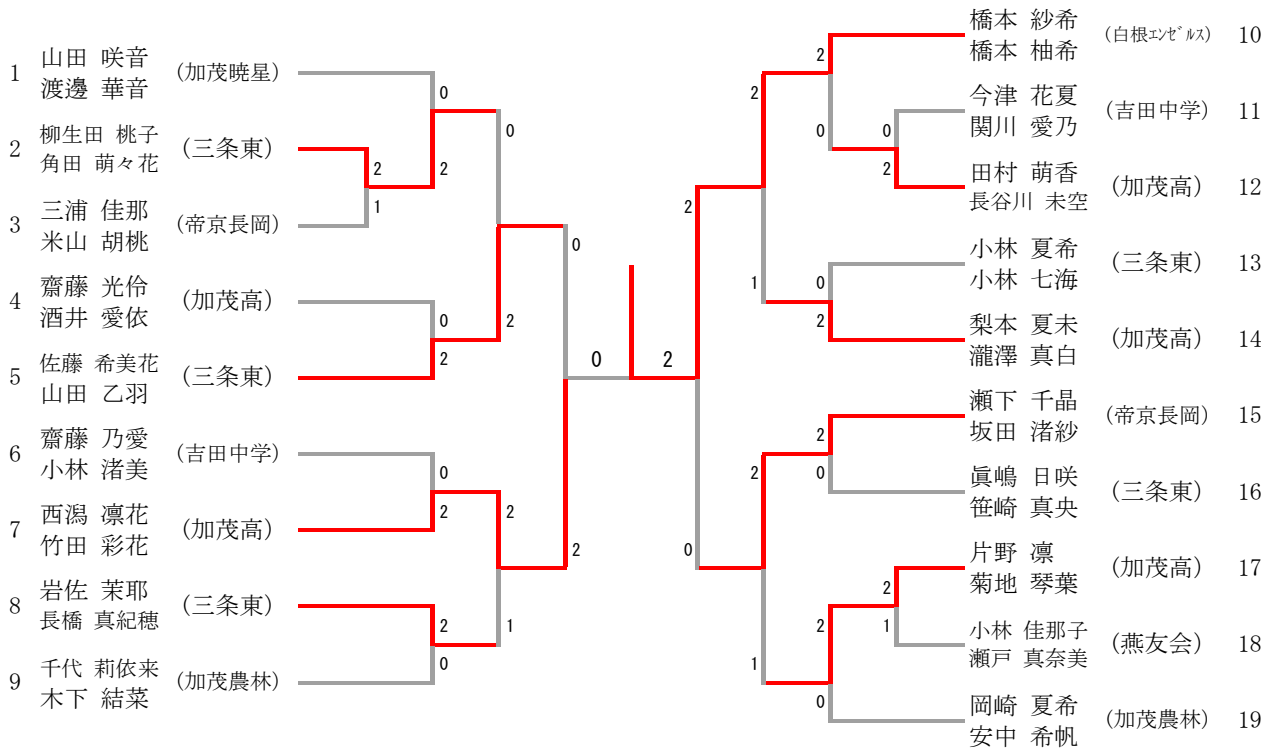 1 山田 咲音 (加茂暁星)
渡邊 華音
0
2 柳生田 桃子 (三条東)
角田 萌々花
2
2
0
3 三浦 佳那 (帝京長岡)
米山 胡桃
1
0
4 齋藤 光伶 (加茂高)
酒井 愛依
0
2
5 佐藤 希美花 (三条東)
山田 乙羽
2
0
6 齋藤 乃愛 (吉田中学)
小林 渚美
0
7 西潟 凛花 (加茂高)
竹田 彩花
2
2
8 岩佐 茉耶 (三条東)
長橋 真紀穂
2
1
2
9 千代 莉依来 (加茂農林)
木下 結菜
0
2
橋本 紗希 (白根エンゼルス) 10
橋本 柚希
2
2
今津 花夏 (吉田中学) 11
関川 愛乃
0
0
田村 萌香 (加茂高) 12
長谷川 未空
2
2
小林 夏希 (三条東) 13
小林 七海
0
1
梨本 夏未 (加茂高) 14
瀧澤 真白
2
瀬下 千晶 (帝京長岡) 15
坂田 渚紗
2
2
眞嶋 日咲 (三条東) 16
笹崎 真央
0
0
片野 凛 (加茂高) 17
菊地 琴葉
2
小林 佳那子 (燕友会) 18
瀬戸 真奈美
1
2
1
岡崎 夏希 (加茂農林) 19
安中 希帆
0